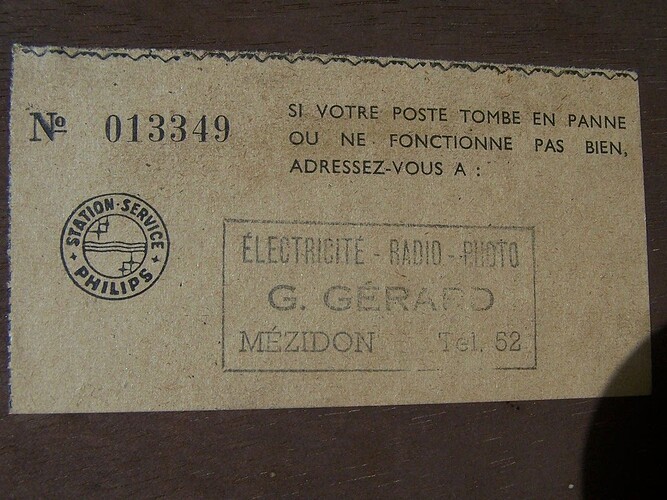 Nº 013349
SI VOTRE POSTE TOMBE EN PANNE
OU NE FONCTIONNE PAS BIEN,
ADRESSEZ-VOUS A :
STATION-SERVICE
PHILIPS
ÉLECTRICITÉ - RADIO - PHOTO
G. GÉRARD
MÉZIDON Tel. 52